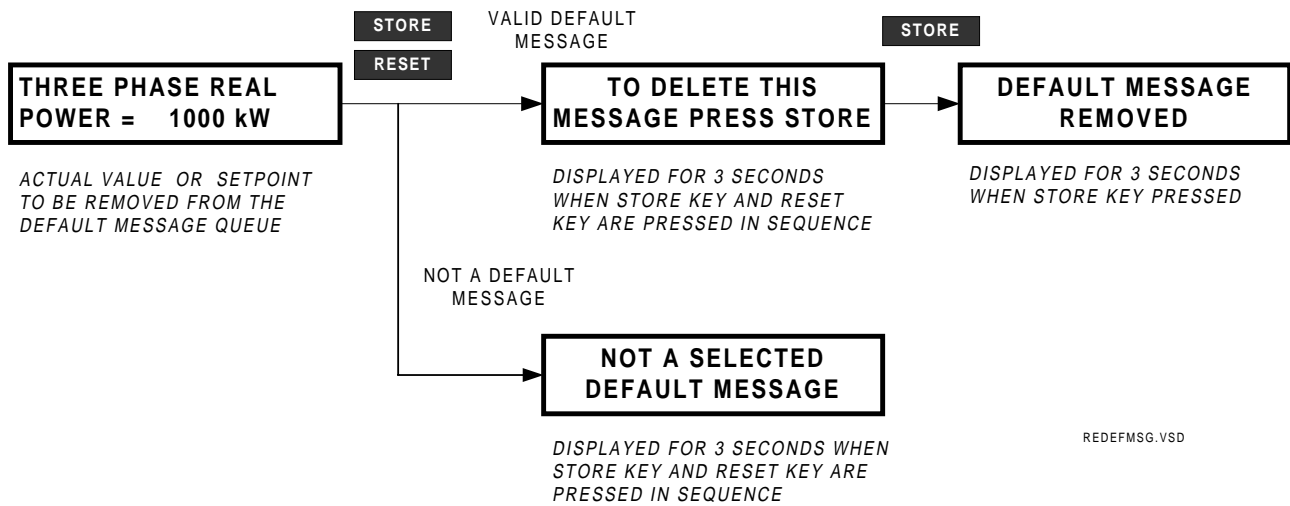 STORE
RESET
VALID DEFAULT
MESSAGE
STORE
THREE PHASE REAL
POWER = 1000 kW
TO DELETE THIS
MESSAGE PRESS STORE
DEFAULT MESSAGE
REMOVED
ACTUAL VALUE OR SETPOINT
TO BE REMOVED FROM THE
DEFAULT MESSAGE QUEUE
DISPLAYED FOR 3 SECONDS
WHEN STORE KEY AND RESET
KEY ARE PRESSED IN SEQUENCE
DISPLAYED FOR 3 SECONDS
WHEN STORE KEY PRESSED
NOT A DEFAULT
MESSAGE
NOT A SELECTED
DEFAULT MESSAGE
DISPLAYED FOR 3 SECONDS WHEN
STORE KEY AND RESET KEY ARE
PRESSED IN SEQUENCE
REDEFMSG.VSD